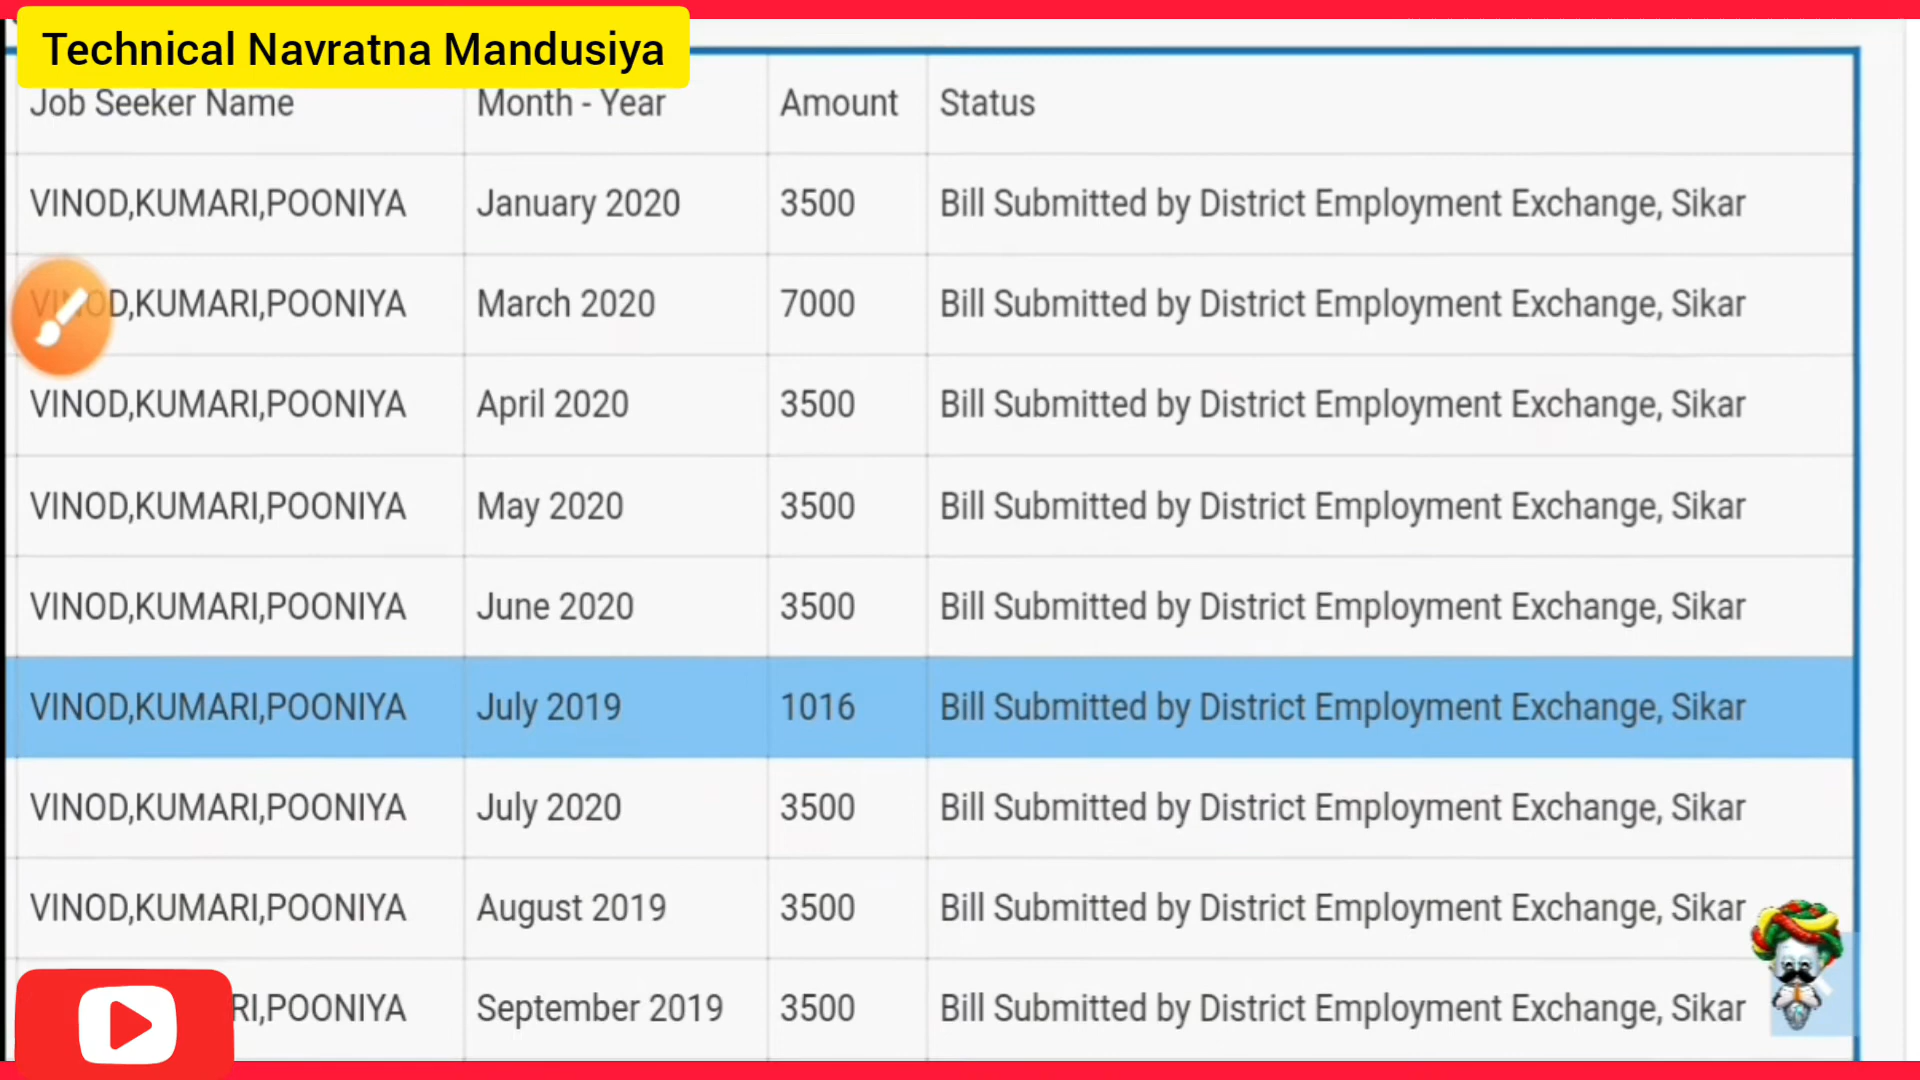 Technical Navratna Mandusiya
Job Seeker Name Month - Year Amount Status
VINOD,KUMARI,POONIYA January 2020 3500 Bill Submitted by District Employment Exchange, Sikar
VINOD,KUMARI,POONIYA March 2020 7000 Bill Submitted by District Employment Exchange, Sikar
VINOD,KUMARI,POONIYA April 2020 3500 Bill Submitted by District Employment Exchange, Sikar
VINOD,KUMARI,POONIYA May 2020 3500 Bill Submitted by District Employment Exchange, Sikar
VINOD,KUMARI,POONIYA June 2020 3500 Bill Submitted by District Employment Exchange, Sikar
VINOD,KUMARI,POONIYA July 2019 1016 Bill Submitted by District Employment Exchange, Sikar
VINOD,KUMARI,POONIYA July 2020 3500 Bill Submitted by District Employment Exchange, Sikar
VINOD,KUMARI,POONIYA August 2019 3500 Bill Submitted by District Employment Exchange, Sikar
RI,POONIYA September 2019 3500 Bill Submitted by District Employment Exchange, Sikar